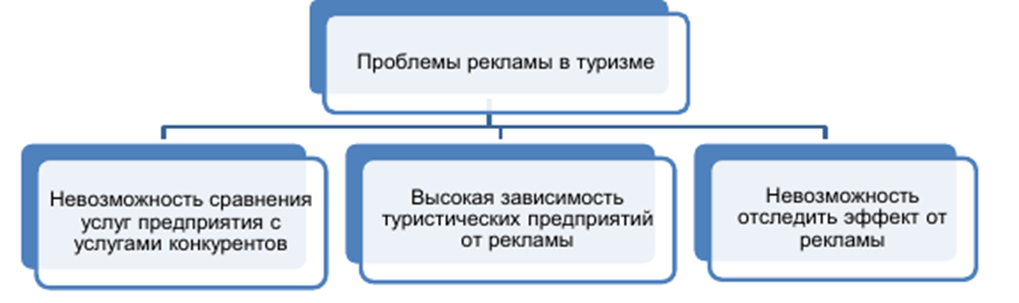 Проблемы рекламы в туризме
Невозможность сравнения
услуг предприятия с
услугами конкурентов
Высокая зависимость
туристических предприятий
от рекламы
Невозможность
отследить эффект от
рекламы